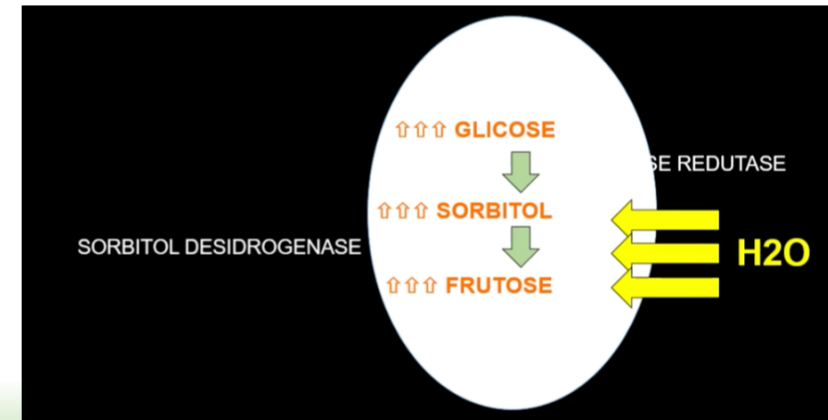 ⇧⇧⇧ GLICOSE
SE REDUTASE
⇧⇧⇧ SORBITOL
SORBITOL DESIDROGENASE
H2O
⇧⇧⇧ FRUTOSE